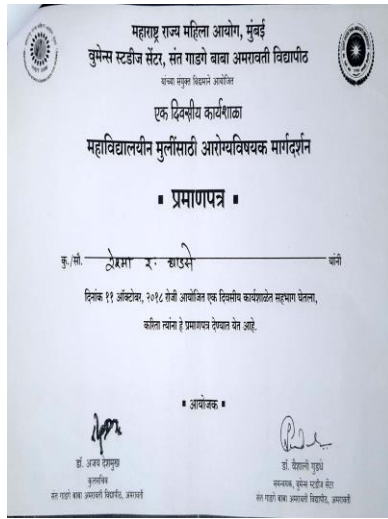 महाराष्ट्र राज्य महिला आयोग, मुंबई
वुमेन्स स्टडीज सेंटर, संत गाडगे बाबा अमरावती विद्यापीठ
यांच्या संयुक्त विद्यमाने आयोजित
एक दिवसीय कार्यशाळा
महाविद्यालयीन मुलींसाठी आरोग्यविषयक मार्गदर्शन
▪ प्रमाणपत्र ▪
कु./सौ. र. यांनी
दिनांक ११ ऑक्टोबर, २०१८ रोजी आयोजित एक दिवसीय कार्यशाळेत सहभाग घेतला,
करिता त्यांना हे प्रमाणपत्र देण्यात येत आहे.
▪ आयोजक ▪
डॉ. अजय देशमुख
कुलसचिव
संत गाडगे बाबा अमरावती विद्यापीठ, अमरावती
डॉ. वैशाली गुडधे
समन्वयक, वुमेन्स स्टडीज सेंटर
संत गाडगे बाबा अमरावती विद्यापीठ, अमरावती